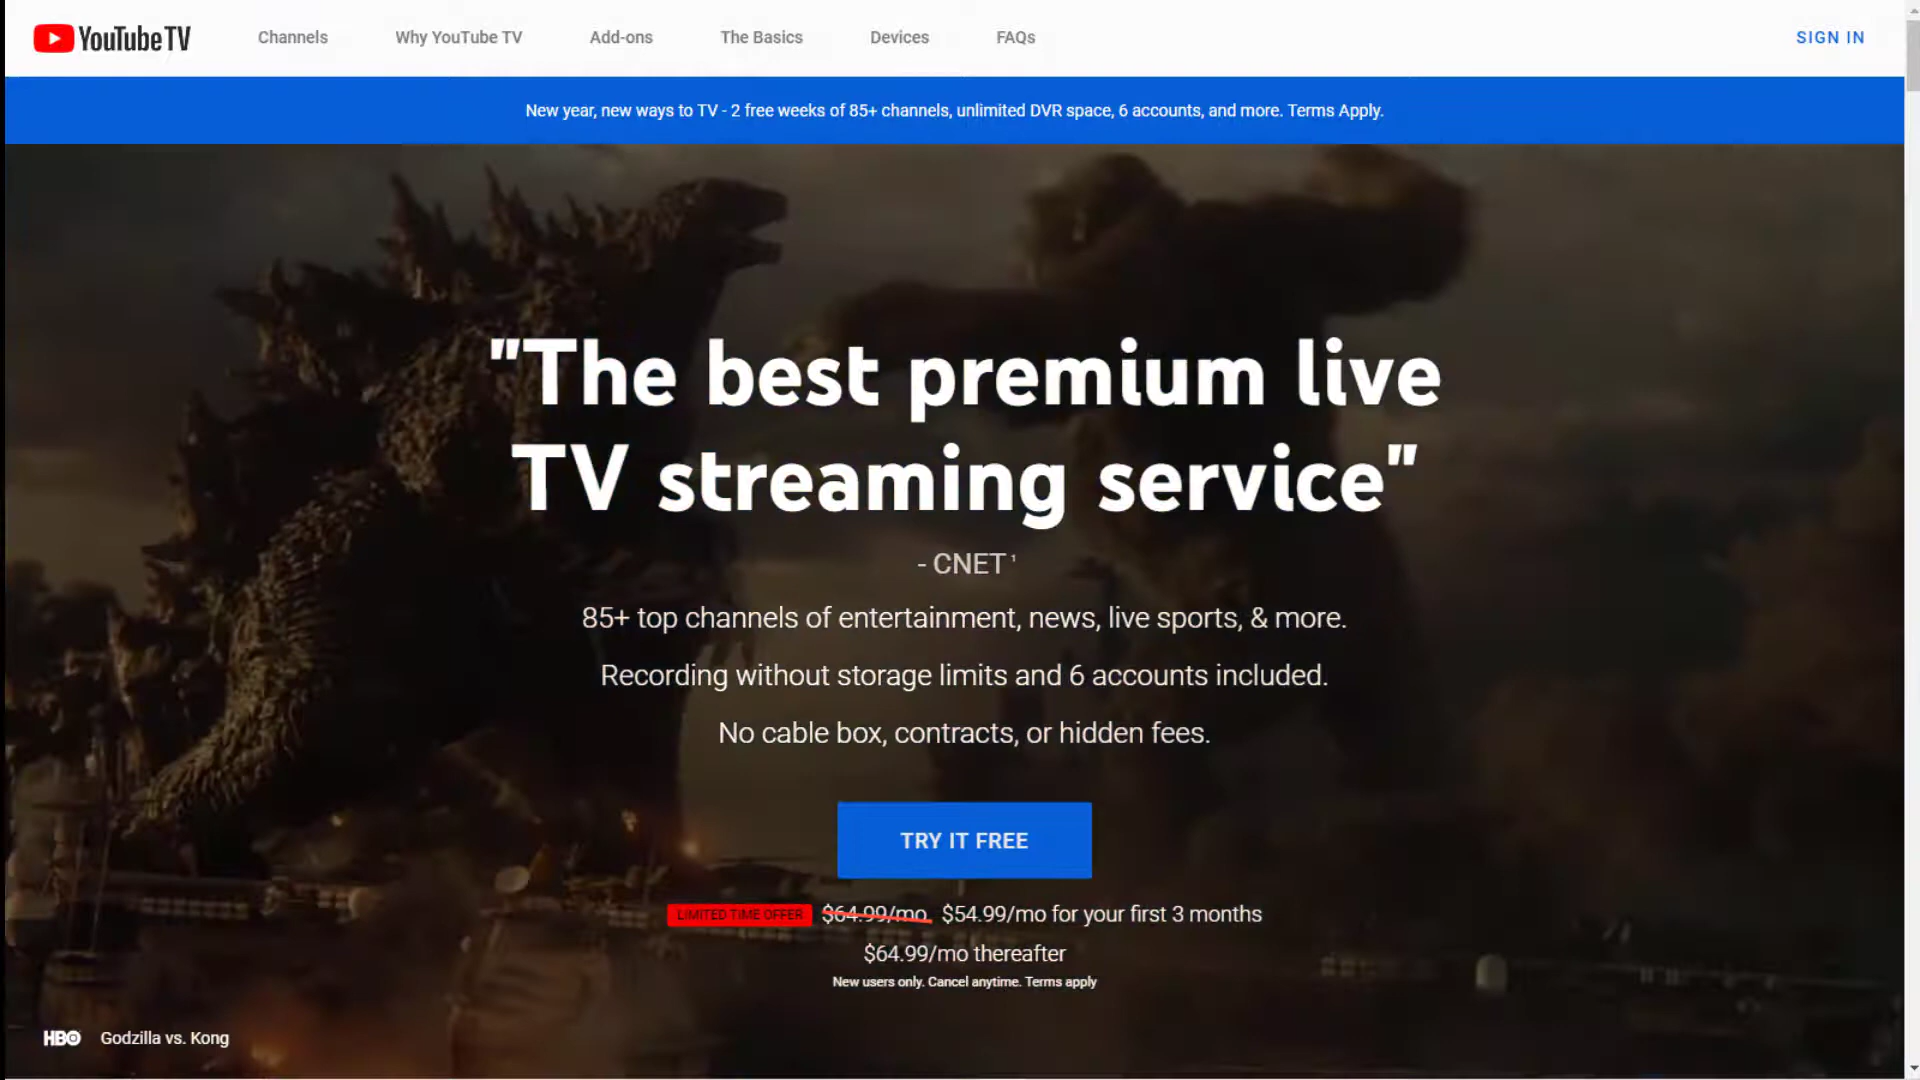 YouTube TV
Channels
Why YouTube TV
Add-ons
The Basics
Devices
FAQs
SIGN IN
New year, new ways to TV - 2 free weeks of 85+ channels, unlimited DVR space, 6 accounts, and more. Terms Apply.
"The best premium live
TV streaming service"
- CNET ¹
85+ top channels of entertainment, news, live sports, & more.
Recording without storage limits and 6 accounts included.
No cable box, contracts, or hidden fees.
TRY IT FREE
LIMITED TIME OFFER $64.99/mo. $54.99/mo for your first 3 months
$64.99/mo thereafter
New users only. Cancel anytime. Terms apply
HBO Godzilla vs. Kong